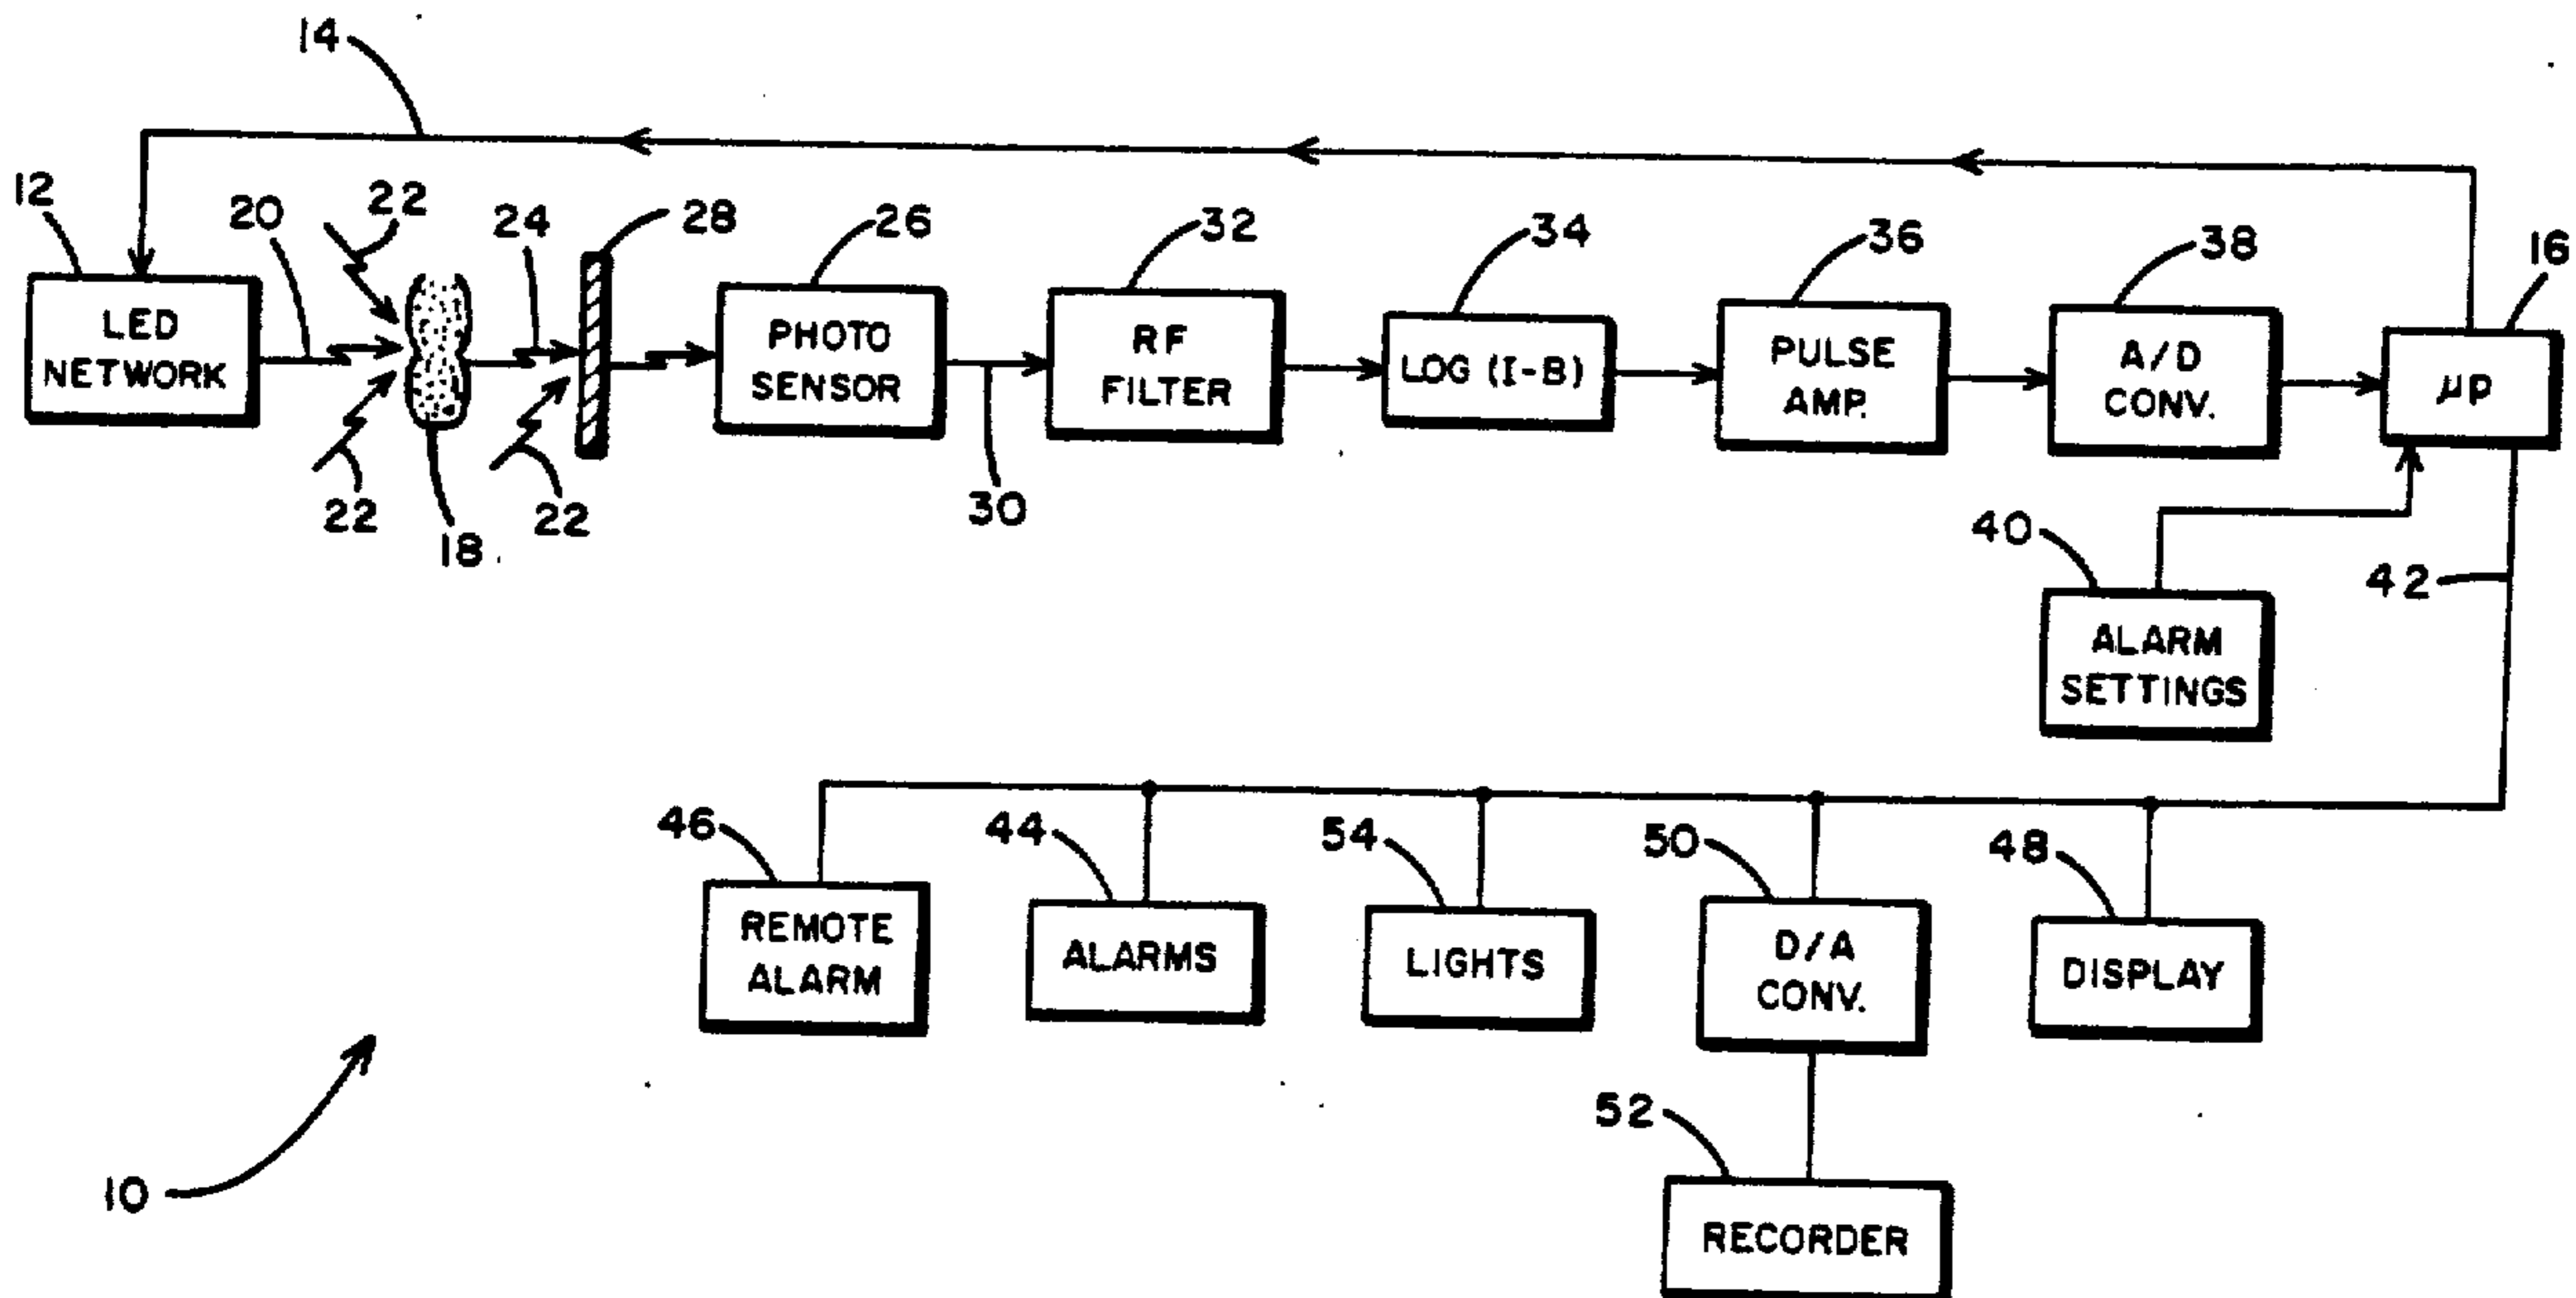 14
12
20
22
24
28
26
32
34
36
38
16
LED
NETWORK
PHOTO
SENSOR
RF
FILTER
LOG (I-B)
PULSE
AMP.
A/D
CONV.
μP
22
18
22
30
40
42
ALARM
SETTINGS
46
44
54
50
48
REMOTE
ALARM
ALARMS
LIGHTS
D/A
CONV.
DISPLAY
52
10
RECORDER